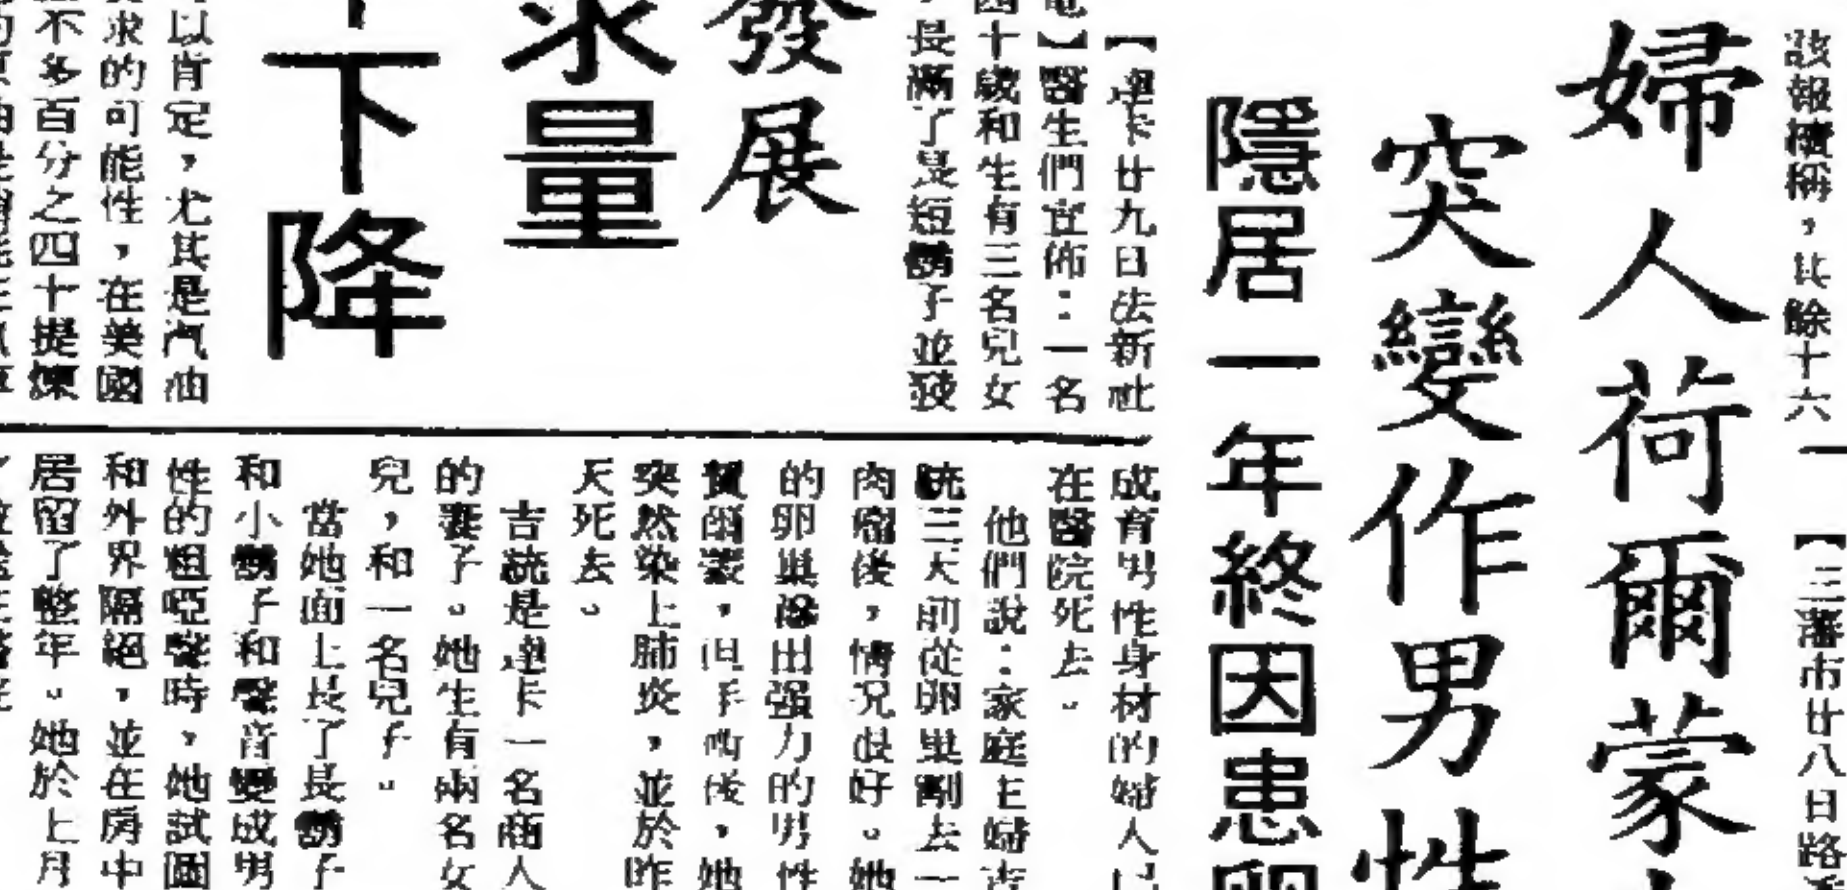 該報續稱，其餘十六
【三藩市廿八日路
婦人荷爾蒙
突變作男性
隱居一年終因患卵
【達卡廿九日法新社
電】醫生們宣佈：一名
四十歲和生有三名兒女
長滿了是短鬍子並發
成有男性身材的婦人已
在醫院死去。
他們說：家庭主婦吉
統三天前從卵巢割去一
肉瘤後，情况良好。她
的卵巢潑出强力的男性
賀爾蒙，但手術後，她
突然染上肺炎，並於昨
天死去。
吉統是達卡一名商人
的妻子。她生有兩名女
兒，和一名兒子。
當她面上長了長鬍子
和小鬍子和聲音變成男
性的粗啞聲時，她試圖
和外界隔絕，並在房中
居留了整年。她於上月
發展
求量
下降
以肯定，尤其是汽油
求的可能性，在美國
不多百分之四十提煉